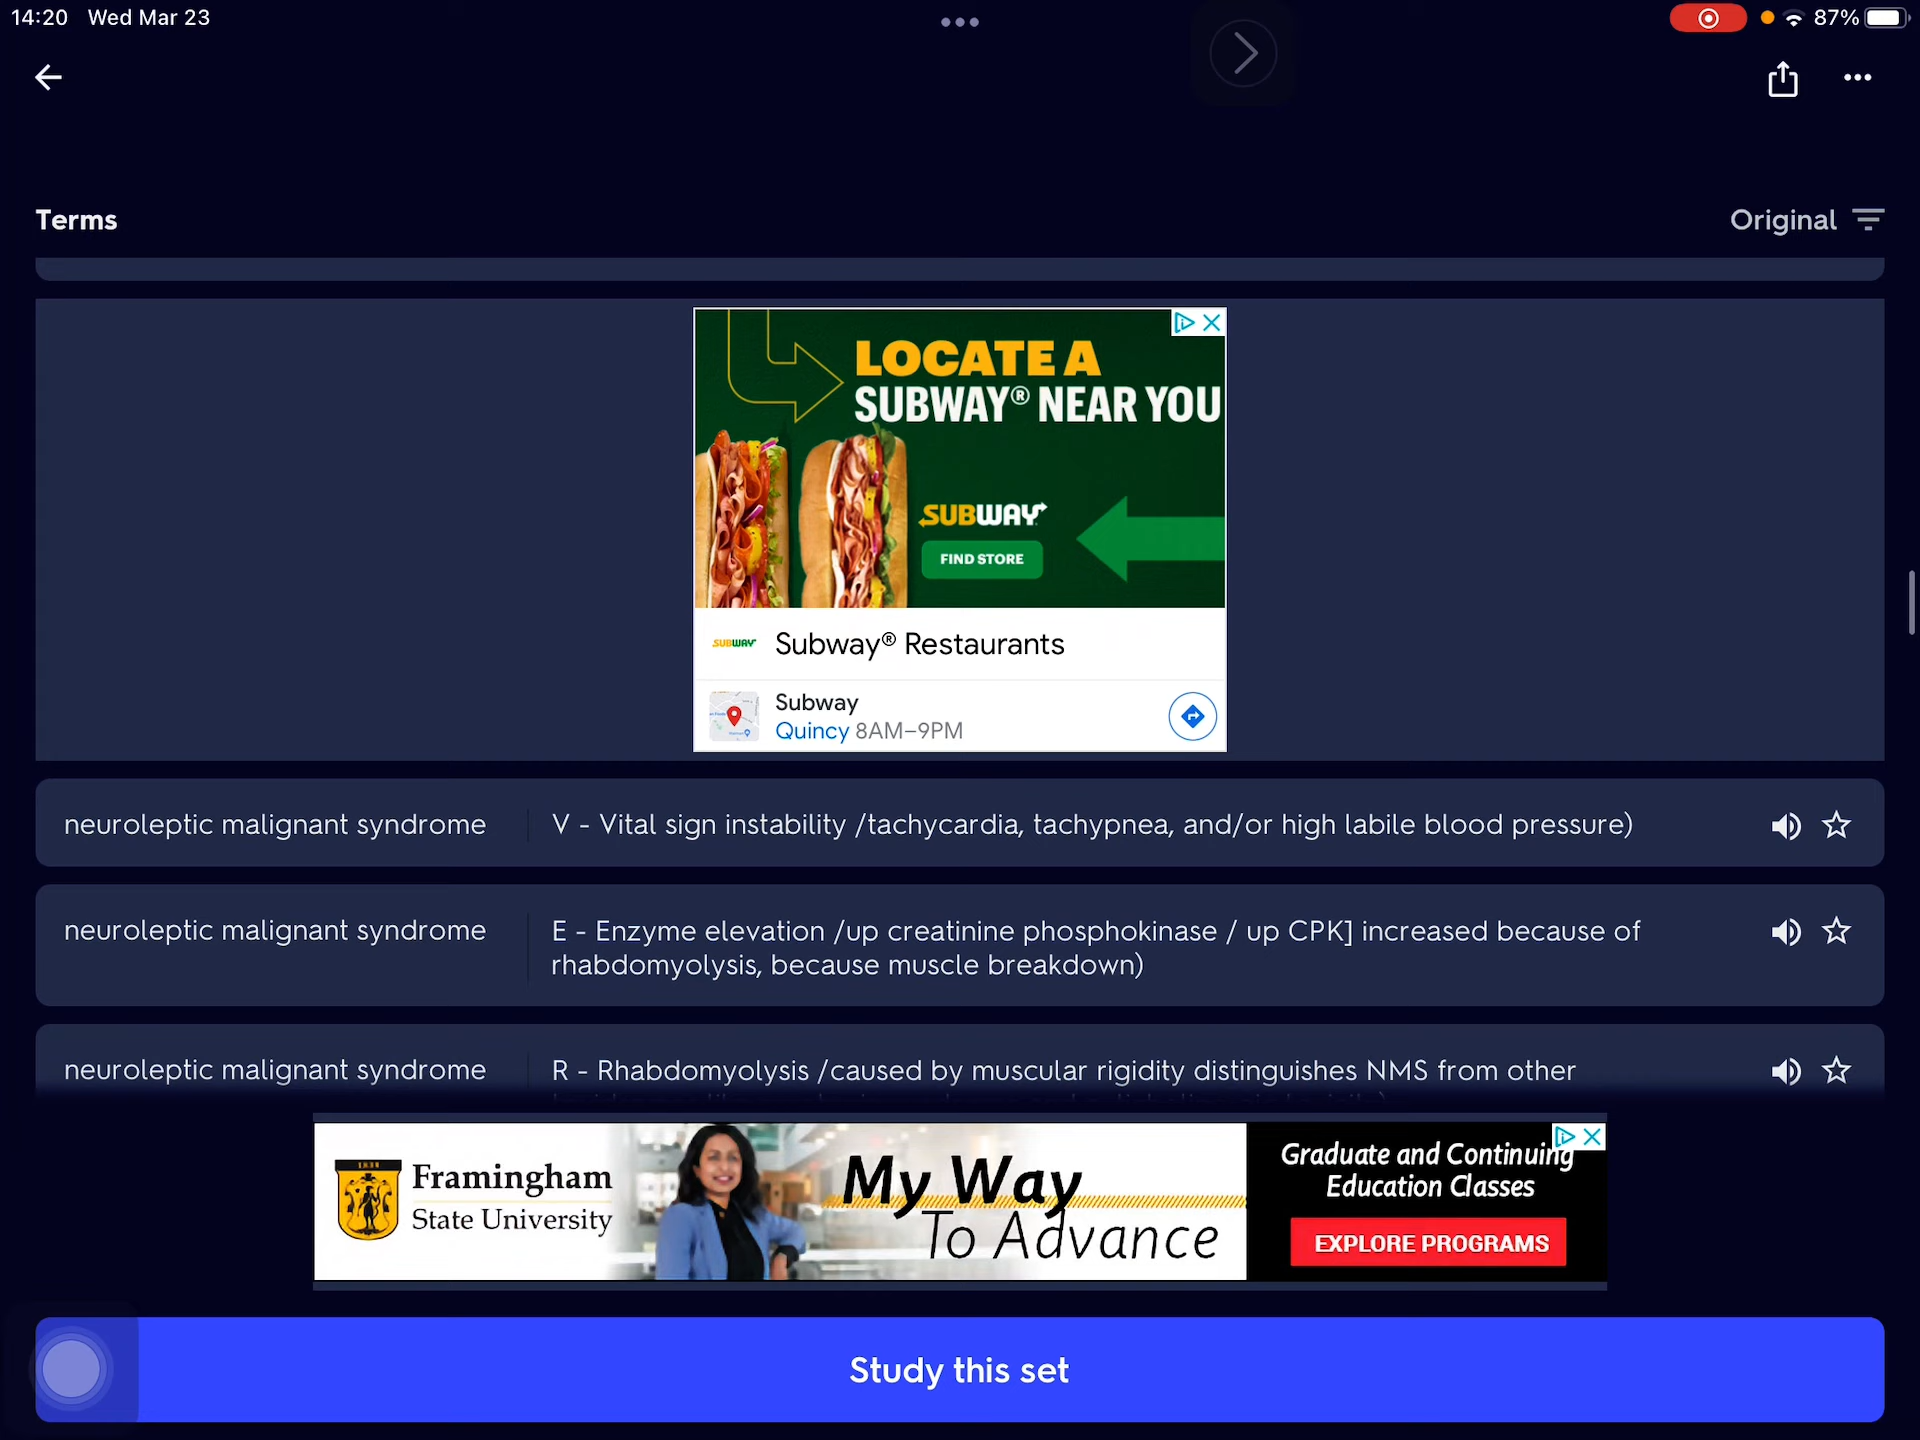 14:20 Wed Mar 23
87%
Terms
Original
LOCATE A
SUBWAY® NEAR YOU
SUBWAY
FIND STORE
SUBWAY Subway® Restaurants
Subway
Quincy 8AM–9PM
neuroleptic malignant syndrome V - Vital sign instability /tachycardia, tachypnea, and/or high labile blood pressure)
neuroleptic malignant syndrome E - Enzyme elevation /up creatinine phosphokinase / up CPK] increased because of
rhabdomyolysis, because muscle breakdown)
neuroleptic malignant syndrome R - Rhabdomyolysis /caused by muscular rigidity distinguishes NMS from other
Framingham
State University
My Way
To Advance
Graduate and Continuing
Education Classes
EXPLORE PROGRAMS
Study this set